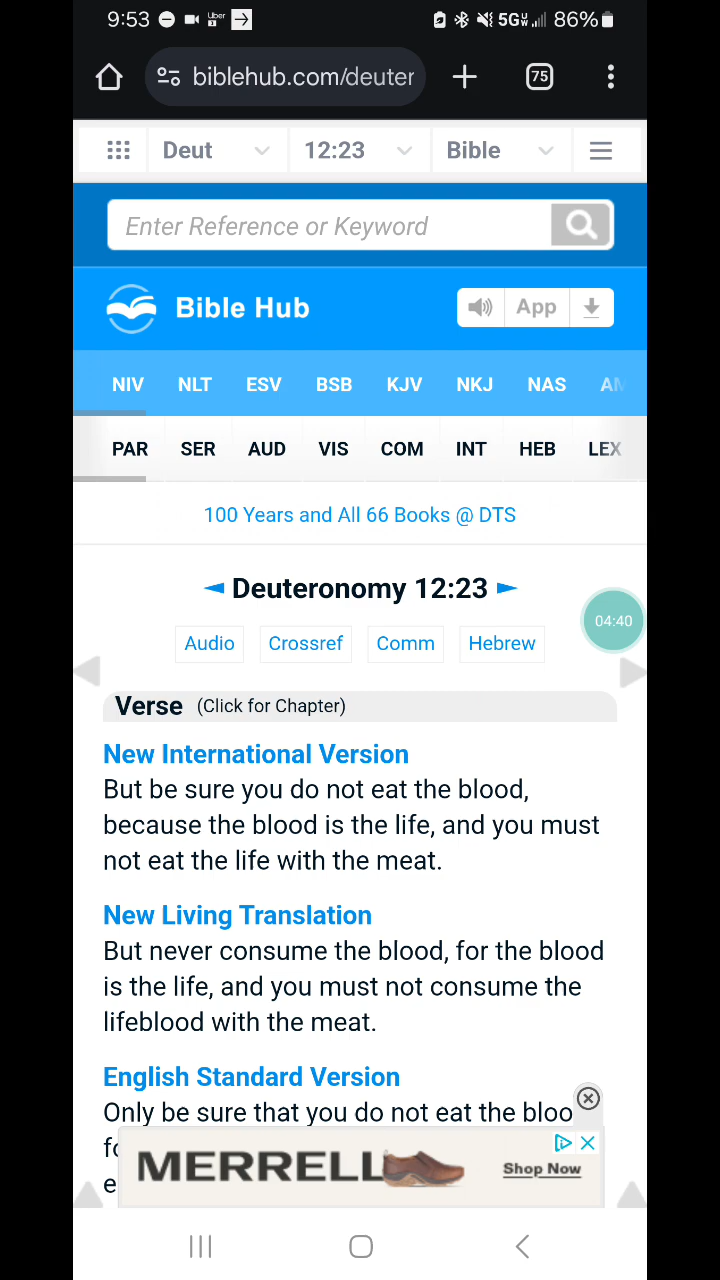 9:53 Uber 5G 86%
biblehub.com/deuter 75
Deut 12:23 Bible
Enter Reference or Keyword
Bible Hub App
NIV NLT ESV BSB KJV NKJ NAS AM
PAR SER AUD VIS COM INT HEB LEX
100 Years and All 66 Books @ DTS
Deuteronomy 12:23
04:40
Audio Crossref Comm Hebrew
Verse (Click for Chapter)
New International Version
But be sure you do not eat the blood,
because the blood is the life, and you must
not eat the life with the meat.
New Living Translation
But never consume the blood, for the blood
is the life, and you must not consume the
lifeblood with the meat.
English Standard Version
Only be sure that you do not eat the bloo
MERRELL Shop Now